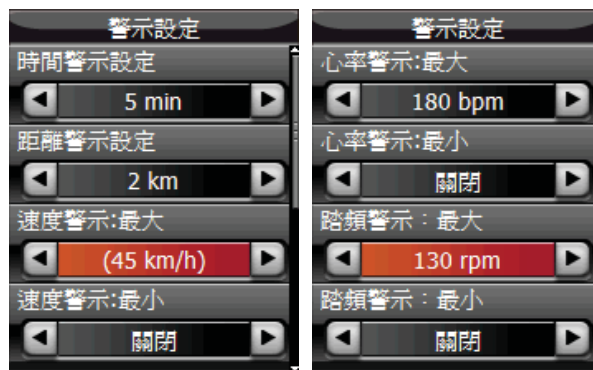 警示設定
時間警示設定
5 min
距離警示設定
2 km
速度警示:最大
(45 km/h)
速度警示:最小
關閉
警示設定
心率警示:最大
180 bpm
心率警示:最小
關閉
踏頻警示：最大
130 rpm
踏頻警示：最小
關閉